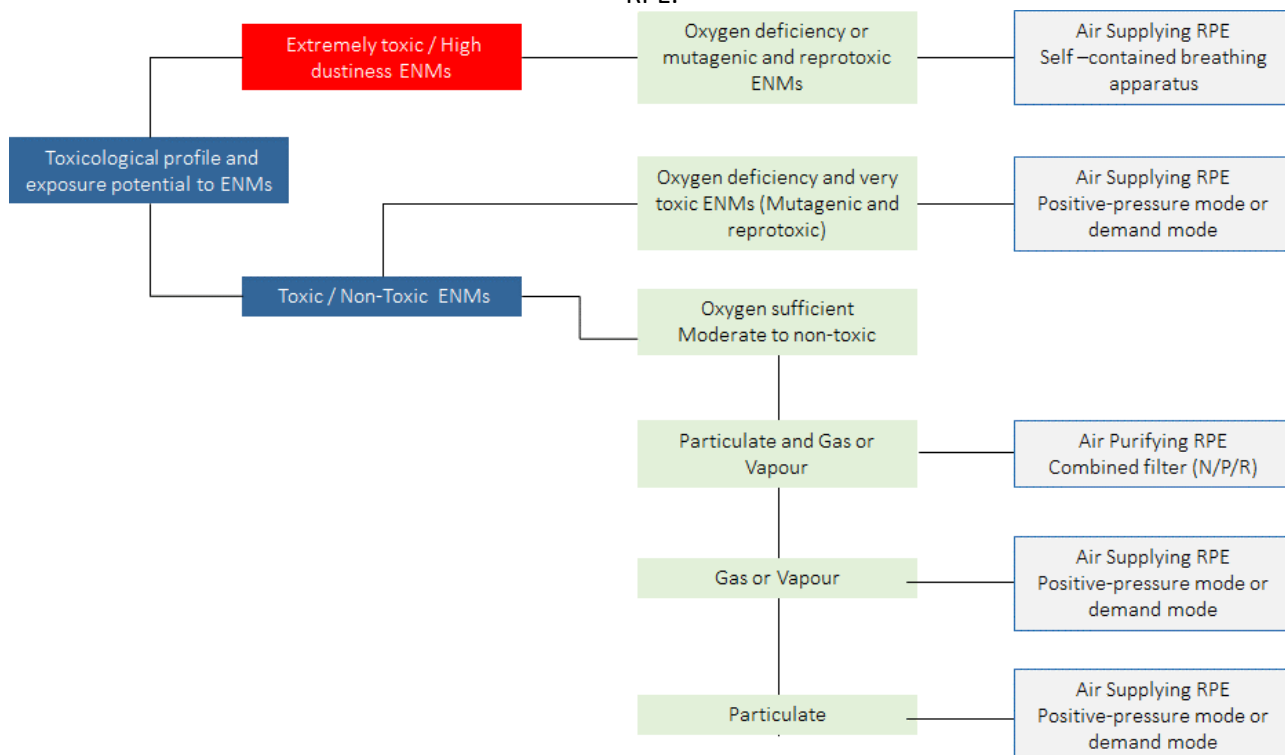 RPE.
Extremely toxic / High
dustiness ENMs
Oxygen deficiency or
mutagenic and reprotoxic
ENMs
Air Supplying RPE
Self –contained breathing
apparatus
Toxicological profile and
exposure potential to ENMs
Oxygen deficiency and very
toxic ENMs (Mutagenic and
reprotoxic)
Air Supplying RPE
Positive-pressure mode or
demand mode
Toxic / Non-Toxic ENMs
Oxygen sufficient
Moderate to non-toxic
Particulate and Gas or
Vapour
Air Purifying RPE
Combined filter (N/P/R)
Gas or Vapour
Air Supplying RPE
Positive-pressure mode or
demand mode
Particulate
Air Supplying RPE
Positive-pressure mode or
demand mode